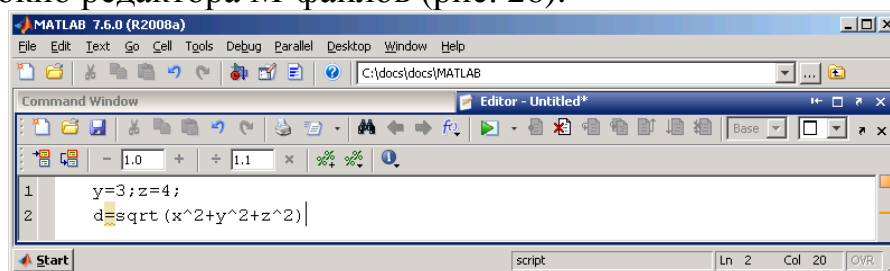 окно редактора М-файлов (рис. 28).
MATLAB 7.6.0 (R2008a)
File Edit Text Go Cell Tools Debug Parallel Desktop Window Help
C:\docs\docs\MATLAB
Command Window Editor - Untitled*
Base
1.0 1.1
1 y=3;z=4;
2 d=sqrt(x^2+y^2+z^2)
Start script Ln 2 Col 20 OVR